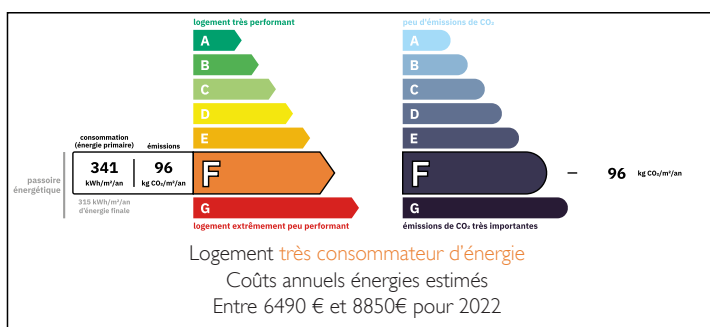 logement très performant
A
B
C
D
E
consommation
(énergie primaire)
émissions
passoire
énergétique
341
kWh/m²/an
96
kg CO₂/m²/an
F
315 kWh/m²/an
d'énergie finale
G
logement extrêmement peu performant
peu d'émissions de CO₂
A
B
C
D
E
F
96 kg CO₂/m²/an
G
émissions de CO₂ très importantes
Logement très consommateur d'énergie
Coûts annuels énergies estimés
Entre 6490 € et 8850€ pour 2022